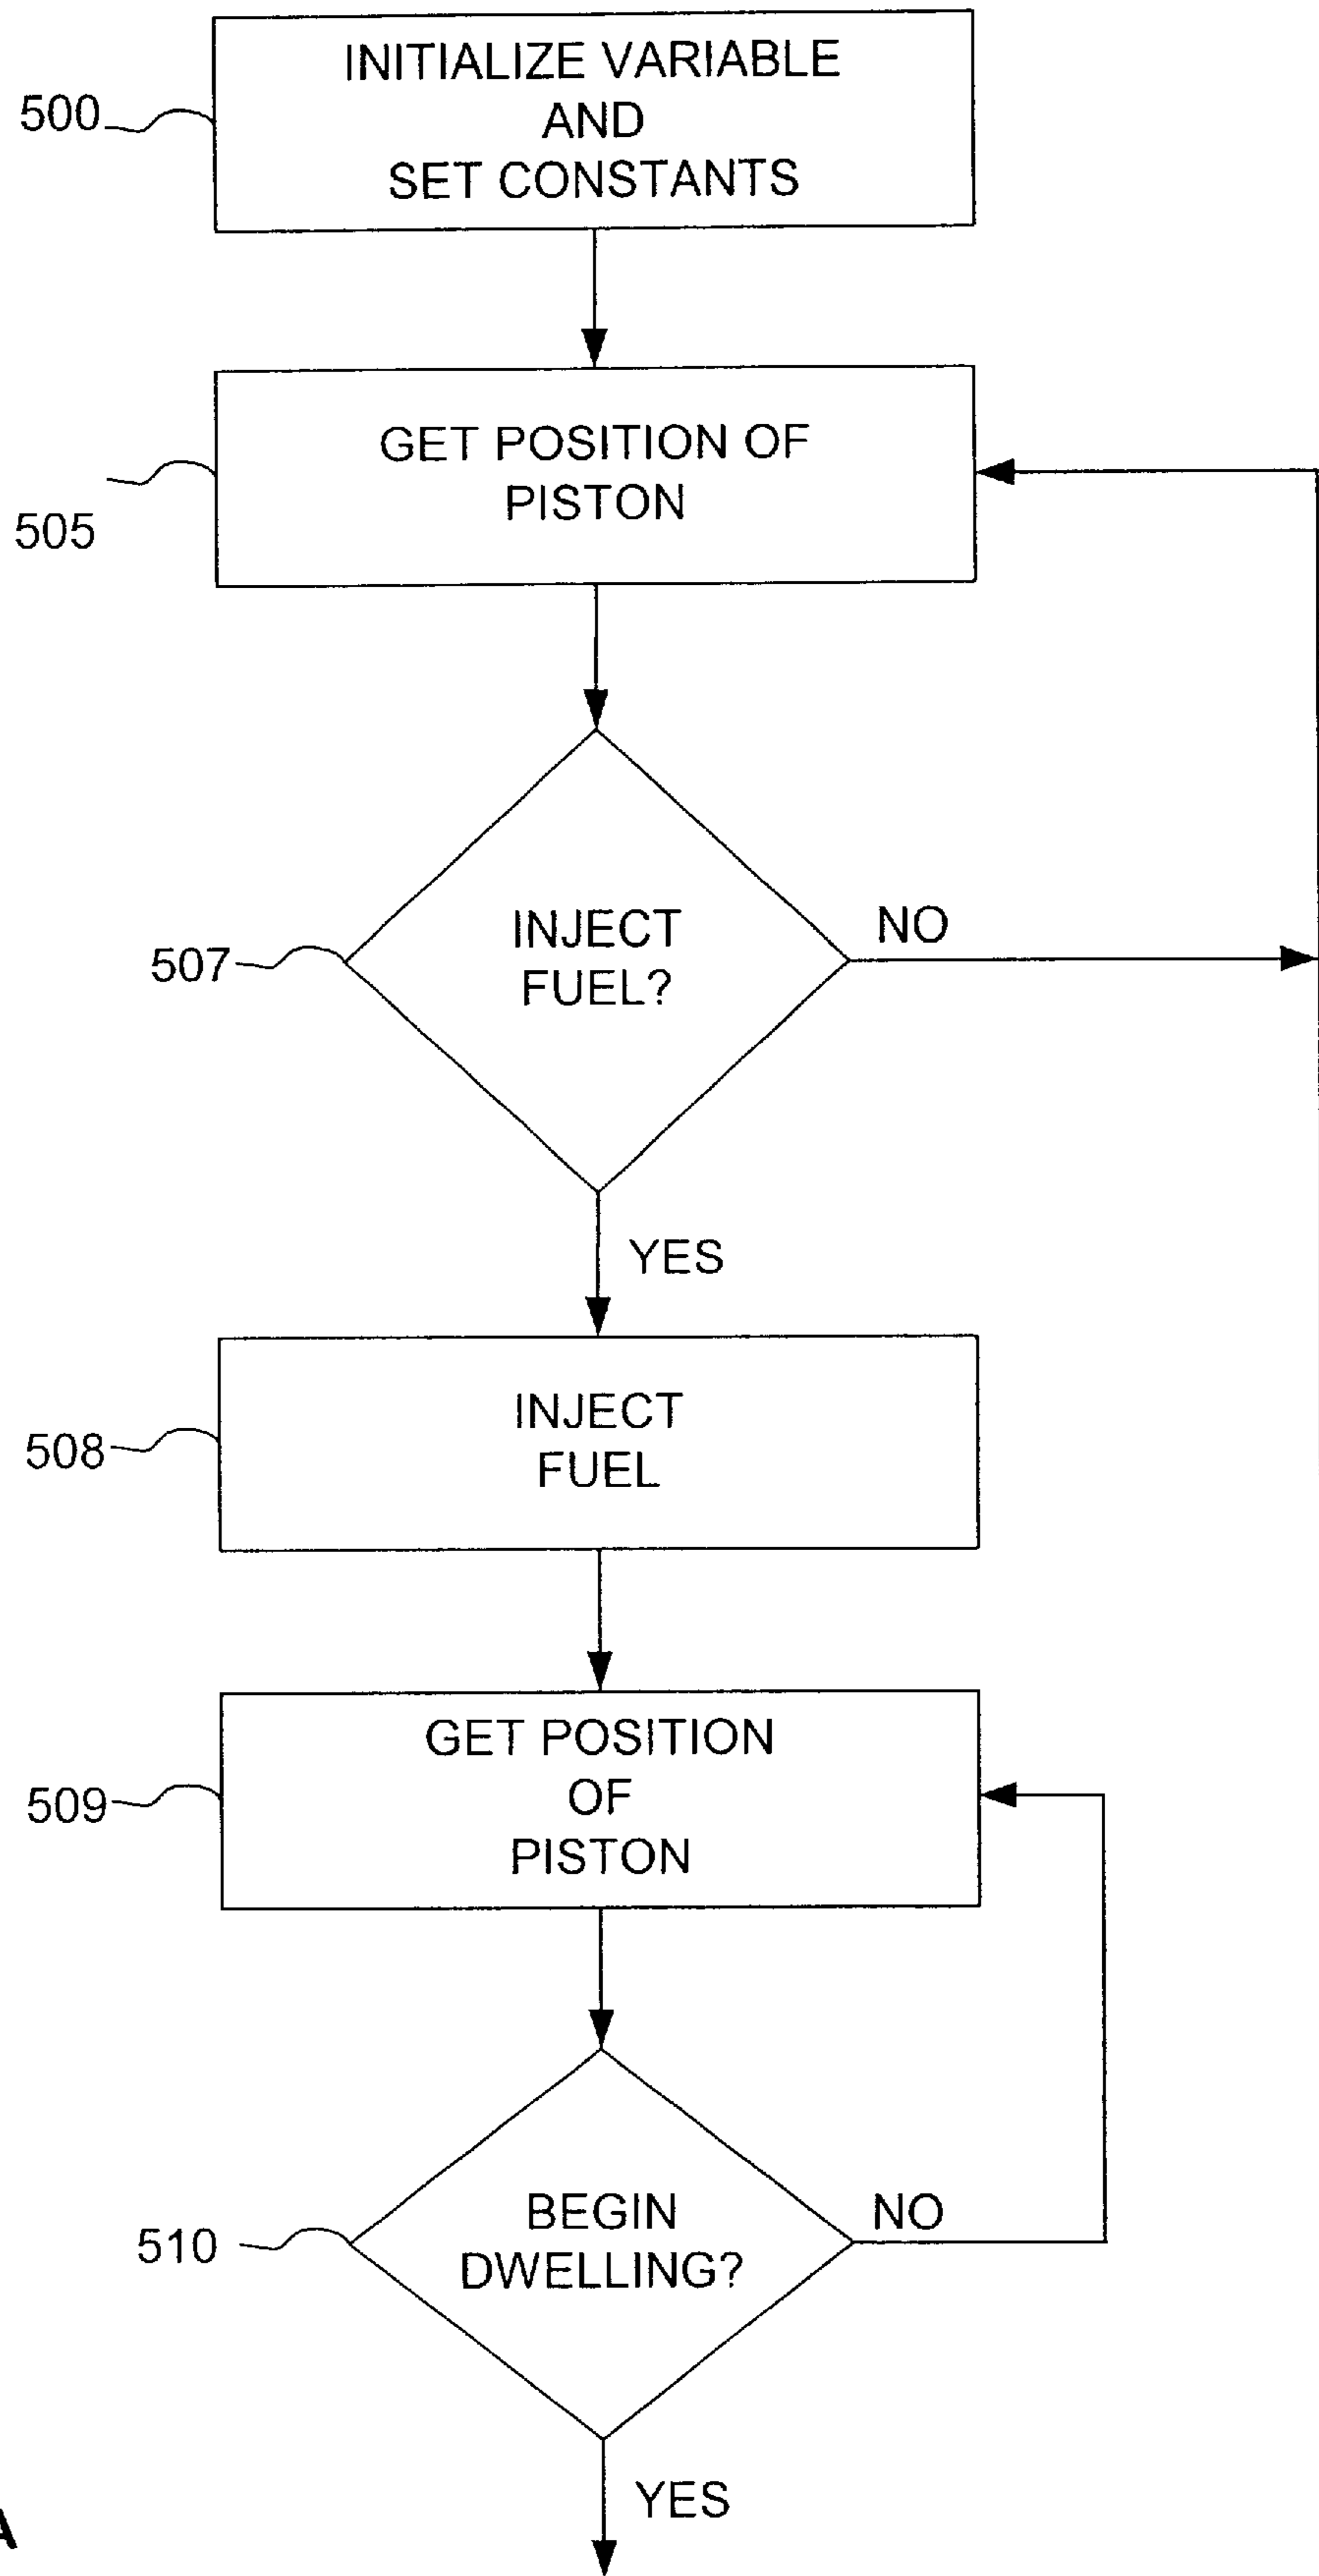 INITIALIZE VARIABLE
AND
SET CONSTANTS
500
GET POSITION OF
PISTON
505
INJECT
FUEL?
NO
507
YES
INJECT
FUEL
508
GET POSITION
OF
PISTON
509
BEGIN
DWELLING?
NO
510
YES
A